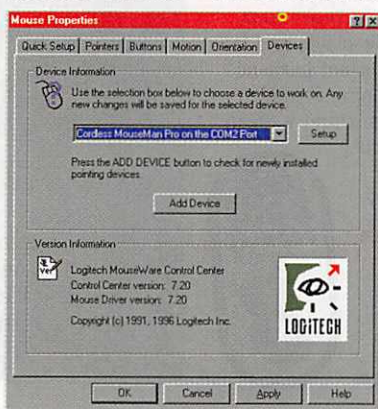 Mouse Properties
Quick Setup Pointers Buttons Motion Orientation Devices
Device Information
Use the selection box below to choose a device to work on. Any
new changes will be saved for the selected device.
Cordless MouseMan Pro on the COM2 Port
Setup
Press the ADD DEVICE button to check for newly installed
pointing devices.
Add Device
Version Information
Ver
Logitech MouseWare Control Center
Control Center version: 7.20
Mouse Driver version: 7.20
Copyright (c) 1991, 1996 Logitech Inc.
LOGITECH
OK Cancel Apply Help